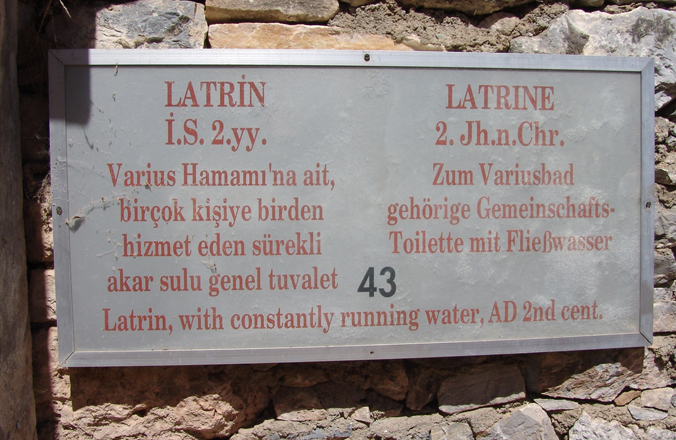 LATRİN
İ.S. 2.yy.
Varius Hamamı'na ait,
birçok kişiye birden
hizmet eden sürekli
akar sulu genel tuvalet
LATRINE
2. Jh.n.Chr.
Zum Variusbad
gehörige Gemeinschafts-
Toilette mit Fließwasser
43
Latrin, with constantly running water, AD 2nd cent.